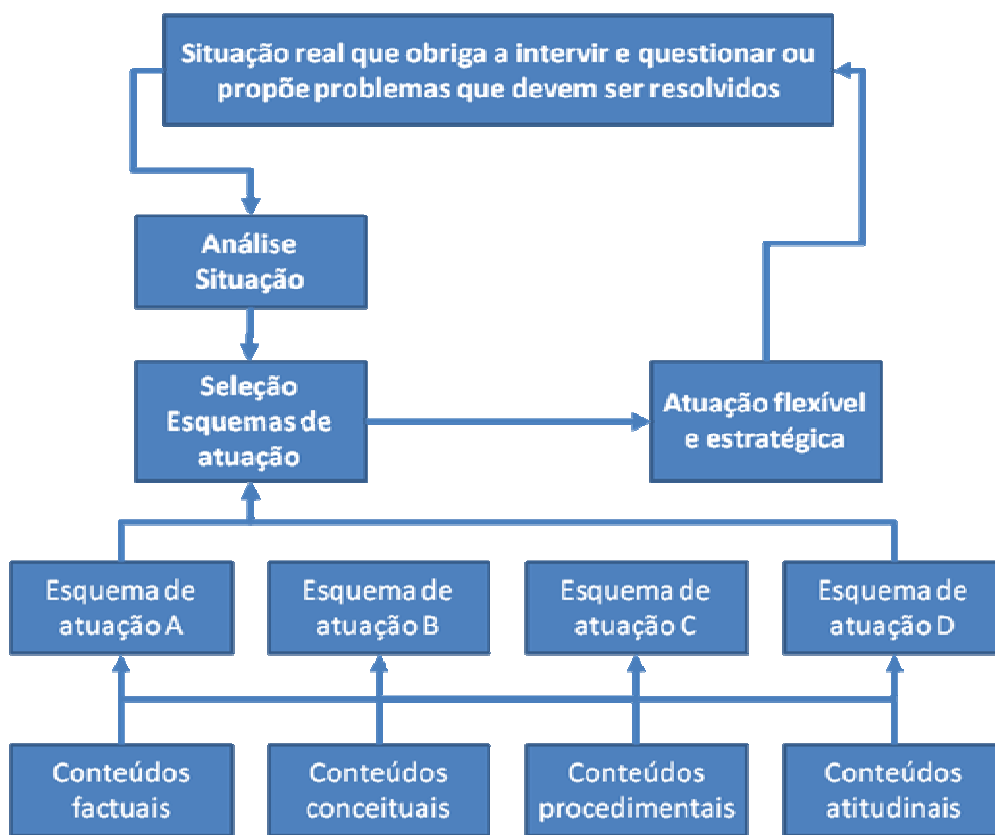 Situação real que obriga a intervir e questionar ou
propõe problemas que devem ser resolvidos
Análise
Situação
Seleção
Esquemas de
atuação
Atuação flexível
e estratégica
Esquema de
atuação A
Esquema de
atuação B
Esquema de
atuação C
Esquema de
atuação D
Conteúdos
factuais
Conteúdos
conceituais
Conteúdos
procedimentais
Conteúdos
atitudinais